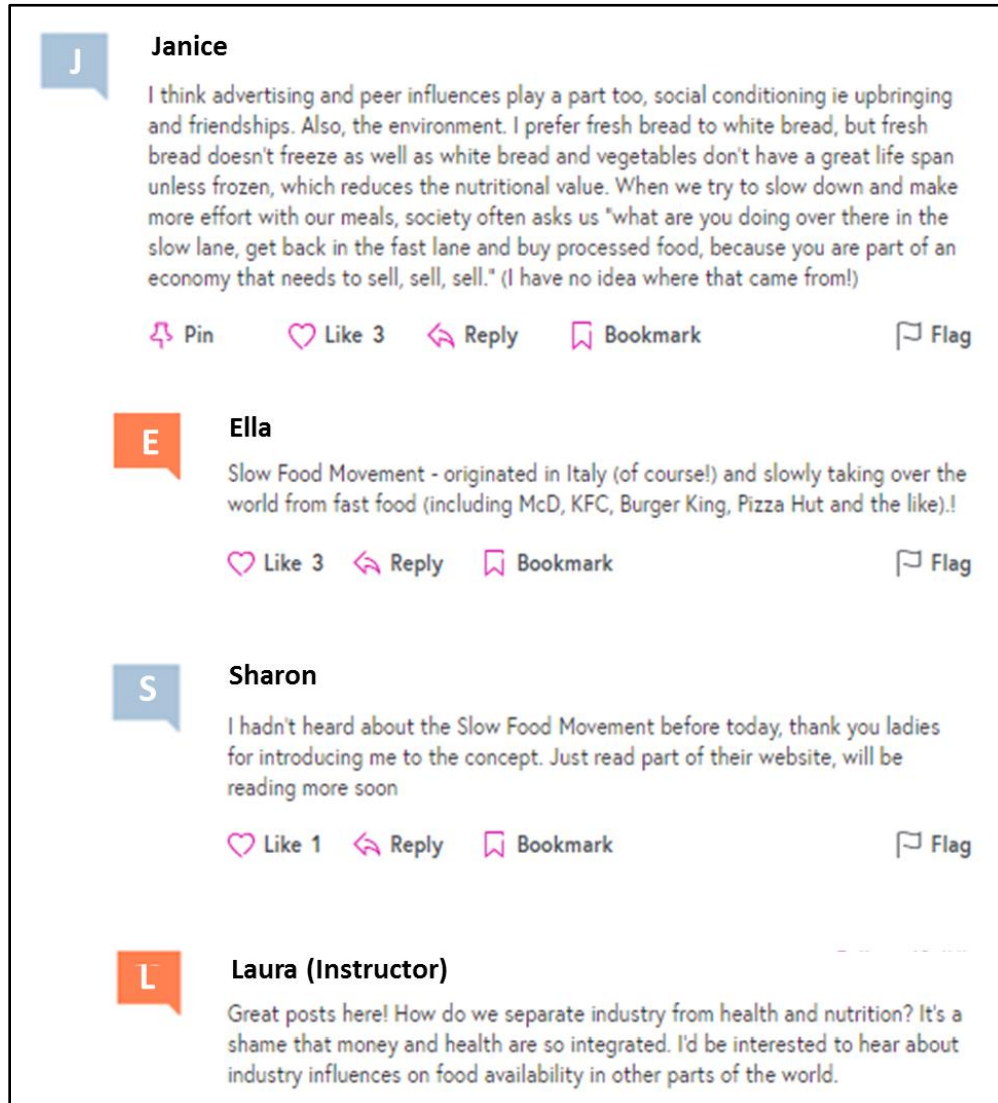 J
Janice
I think advertising and peer influences play a part too, social conditioning ie upbringing
and friendships. Also, the environment. I prefer fresh bread to white bread, but fresh
bread doesn't freeze as well as white bread and vegetables don't have a great life span
unless frozen, which reduces the nutritional value. When we try to slow down and make
more effort with our meals, society often asks us "what are you doing over there in the
slow lane, get back in the fast lane and buy processed food, because you are part of an
economy that needs to sell, sell, sell." (I have no idea where that came from!)
Pin Like 3 Reply Bookmark Flag
E
Ella
Slow Food Movement - originated in Italy (of course!) and slowly taking over the
world from fast food (including McD, KFC, Burger King, Pizza Hut and the like).!
Like 3 Reply Bookmark Flag
S
Sharon
I hadn't heard about the Slow Food Movement before today, thank you ladies
for introducing me to the concept. Just read part of their website, will be
reading more soon
Like 1 Reply Bookmark Flag
L
Laura (Instructor)
Great posts here! How do we separate industry from health and nutrition? It's a
shame that money and health are so integrated. I'd be interested to hear about
industry influences on food availability in other parts of the world.